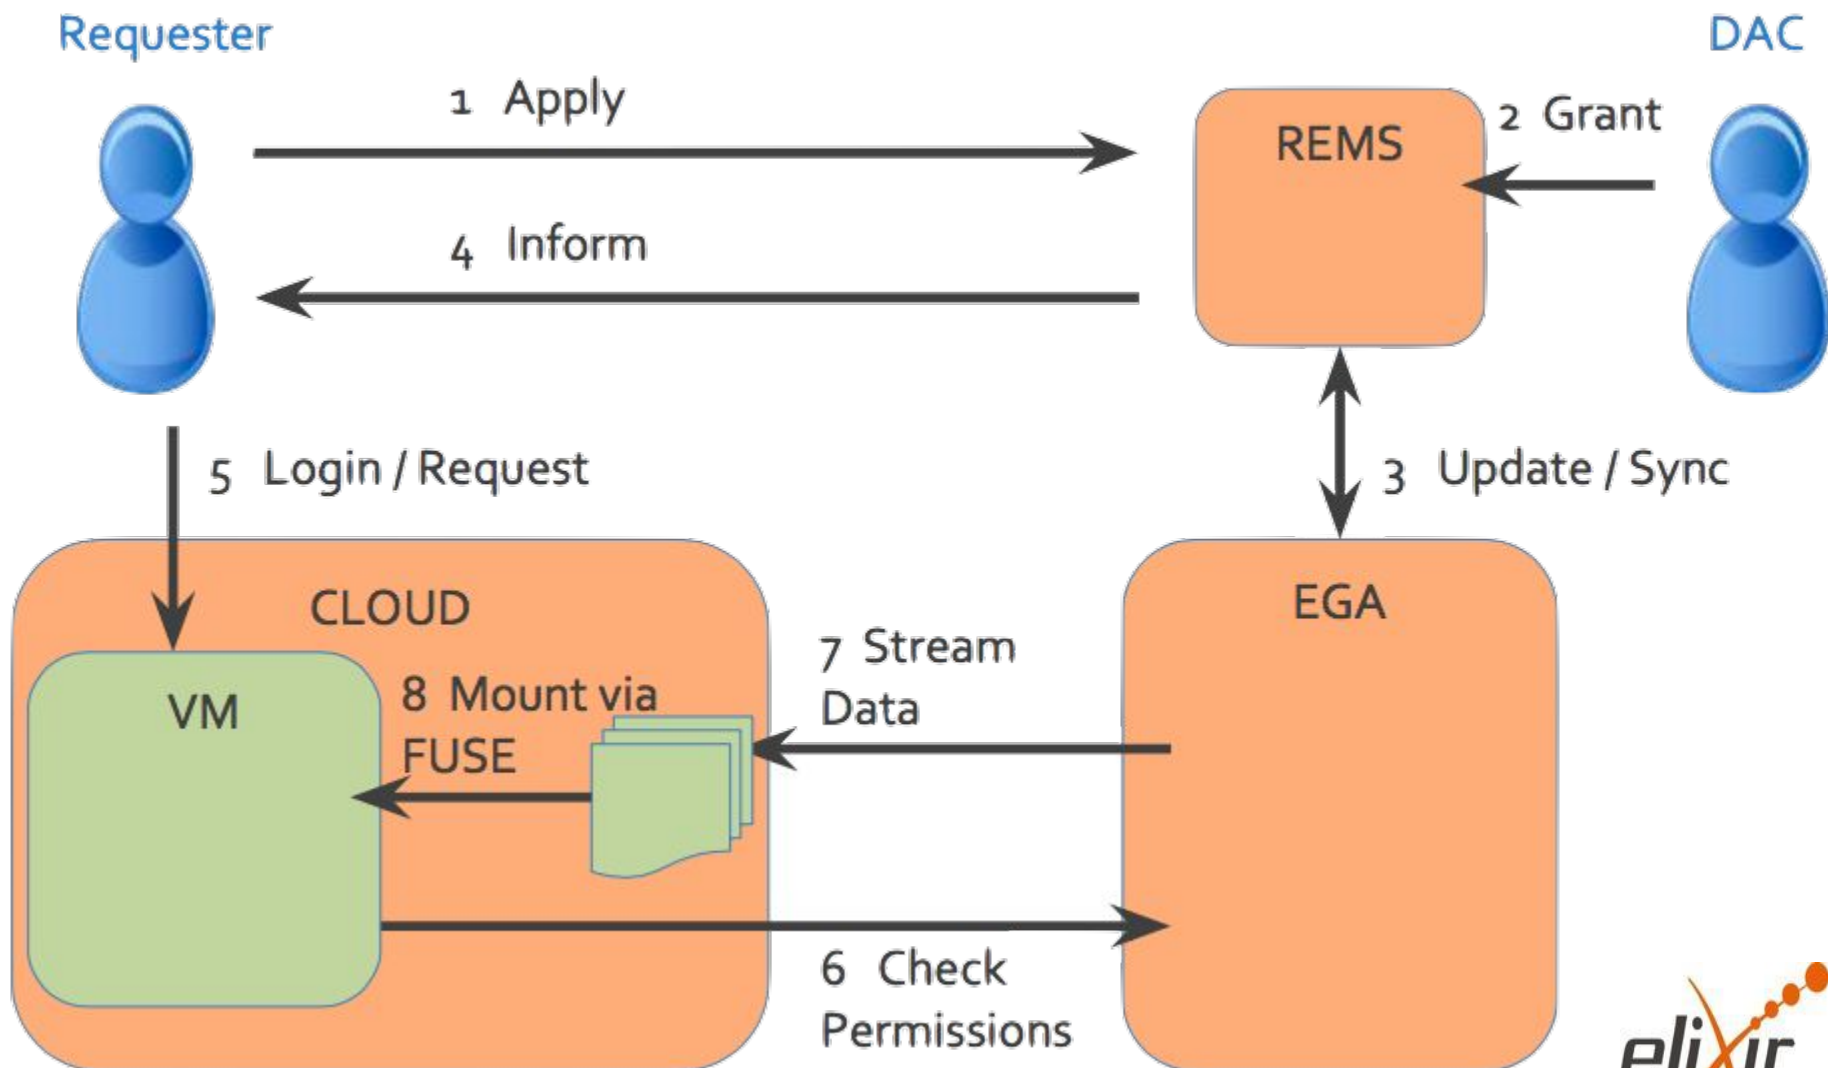 Requester
DAC
1 Apply
REMS
2 Grant
4 Inform
5 Login / Request
3 Update / Sync
CLOUD
EGA
7 Stream
Data
VM
8 Mount via
FUSE
6 Check
Permissions
elixir